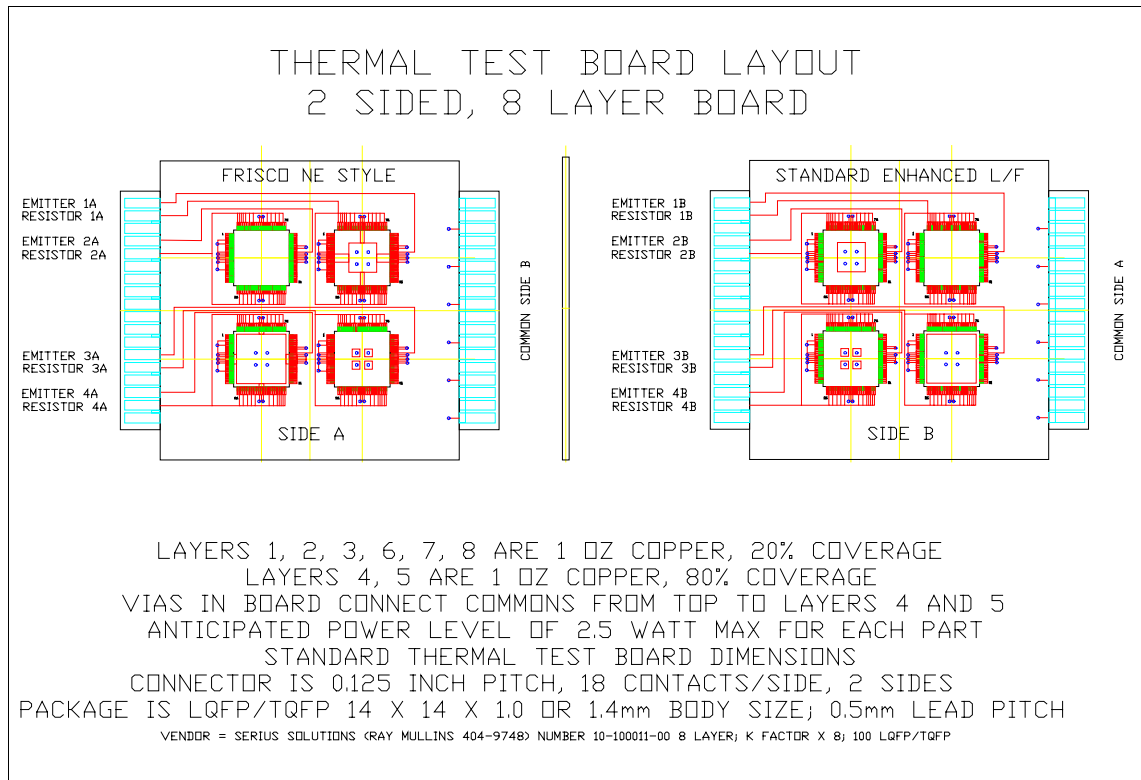 THERMAL TEST BOARD LAYOUT
2 SIDED, 8 LAYER BOARD
FRISCO NE STYLE
EMITTER 1A
RESISTOR 1A
EMITTER 2A
RESISTOR 2A
EMITTER 3A
RESISTOR 3A
EMITTER 4A
RESISTOR 4A
SIDE A
COMMON SIDE B
STANDARD ENHANCED L/F
EMITTER 1B
RESISTOR 1B
EMITTER 2B
RESISTOR 2B
EMITTER 3B
RESISTOR 3B
EMITTER 4B
RESISTOR 4B
SIDE B
COMMON SIDE A
LAYERS 1, 2, 3, 6, 7, 8 ARE 1 OZ COPPER, 20% COVERAGE
LAYERS 4, 5 ARE 1 OZ COPPER, 80% COVERAGE
VIAS IN BOARD CONNECT COMMONS FROM TOP TO LAYERS 4 AND 5
ANTICIPATED POWER LEVEL OF 2.5 WATT MAX FOR EACH PART
STANDARD THERMAL TEST BOARD DIMENSIONS
CONNECTOR IS 0.125 INCH PITCH, 18 CONTACTS/SIDE, 2 SIDES
PACKAGE IS LQFP/TQFP 14 X 14 X 1.0 OR 1.4mm BODY SIZE; 0.5mm LEAD PITCH
VENDOR = SERIUS SOLUTIONS (RAY MULLINS 404-9748) NUMBER 10-100011-00 8 LAYER; K FACTOR X 8; 100 LQFP/TQFP